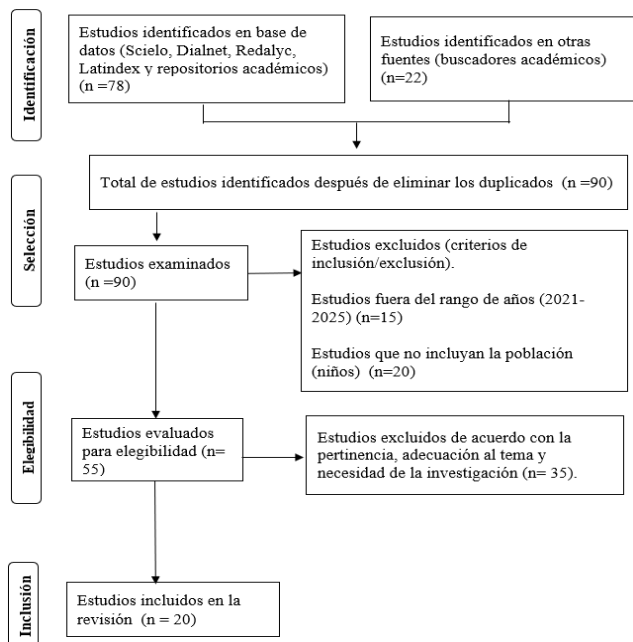 Identificación
Estudios identificados en base de
datos (Scielo, Dialnet, Redalyc,
Latindex y repositorios académicos)
(n =78)
Estudios identificados en otras
fuentes (buscadores académicos)
(n=22)
Selección
Total de estudios identificados después de eliminar los duplicados (n =90)
Estudios examinados
(n =90)
Estudios excluidos (criterios de
inclusión/exclusión).
Estudios fuera del rango de años (2021-
2025) (n=15)
Estudios que no incluyan la población
(niños) (n=20)
Elegibilidad
Estudios evaluados
para elegibilidad (n=
55)
Estudios excluidos de acuerdo con la
pertinencia, adecuación al tema y
necesidad de la investigación (n= 35).
Inclusión
Estudios incluidos en la
revisión (n = 20)